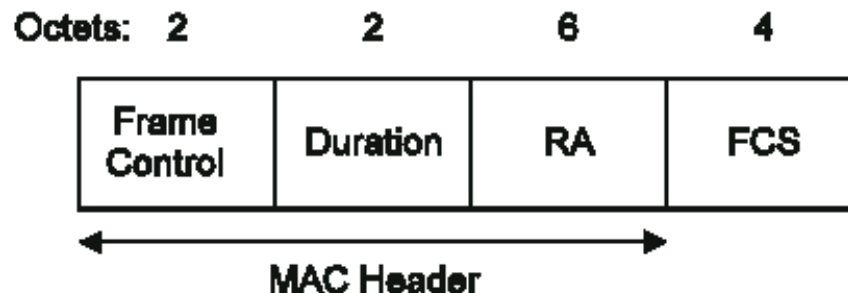 Octets: 2 2 6 4
Frame Control Duration RA FCS
MAC Header